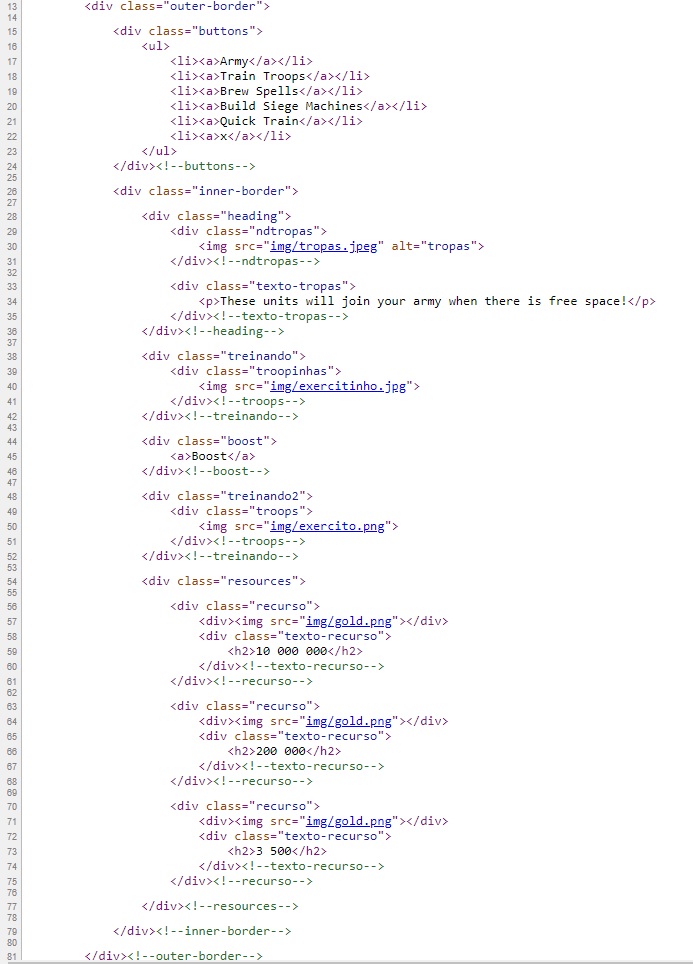 13 <div class="outer-border">
14
15 <div class="buttons">
16 <ul>
17 <li><a>Army</a></li>
18 <li><a>Train Troops</a></li>
19 <li><a>Brew Spells</a></li>
20 <li><a>Build Siege Machines</a></li>
21 <li><a>Quick Train</a></li>
22 <li><a>x</a></li>
23 </ul>
24 </div><!--buttons-->
25
26 <div class="inner-border">
27
28 <div class="heading">
29 <div class="ndtropas">
30 <img src="img/tropas.jpeg" alt="tropas">
31 </div><!--ndtropas-->
32
33 <div class="texto-tropas">
34 <p>These units will join your army when there is free space!</p>
35 </div><!--texto-tropas-->
36 </div><!--heading-->
37
38 <div class="treinando">
39 <div class="troopinhas">
40 <img src="img/exercitinho.jpg">
41 </div><!--troops-->
42 </div><!--treinando-->
43
44 <div class="boost">
45 <a>Boost</a>
46 </div><!--boost-->
47
48 <div class="treinando2">
49 <div class="troops">
50 <img src="img/exercito.png">
51 </div><!--troops-->
52 </div><!--treinando-->
53
54 <div class="resources">
55
56 <div class="recurso">
57 <div><img src="img/gold.png"></div>
58 <div class="texto-recurso">
59 <h2>10 000 000</h2>
60 </div><!--texto-recurso-->
61 </div><!--recurso-->
62
63 <div class="recurso">
64 <div><img src="img/gold.png"></div>
65 <div class="texto-recurso">
66 <h2>200 000</h2>
67 </div><!--texto-recurso-->
68 </div><!--recurso-->
69
70 <div class="recurso">
71 <div><img src="img/gold.png"></div>
72 <div class="texto-recurso">
73 <h2>3 500</h2>
74 </div><!--texto-recurso-->
75 </div><!--recurso-->
76
77 </div><!--resources-->
78
79 </div><!--inner-border-->
80
81 </div><!--outer-border-->